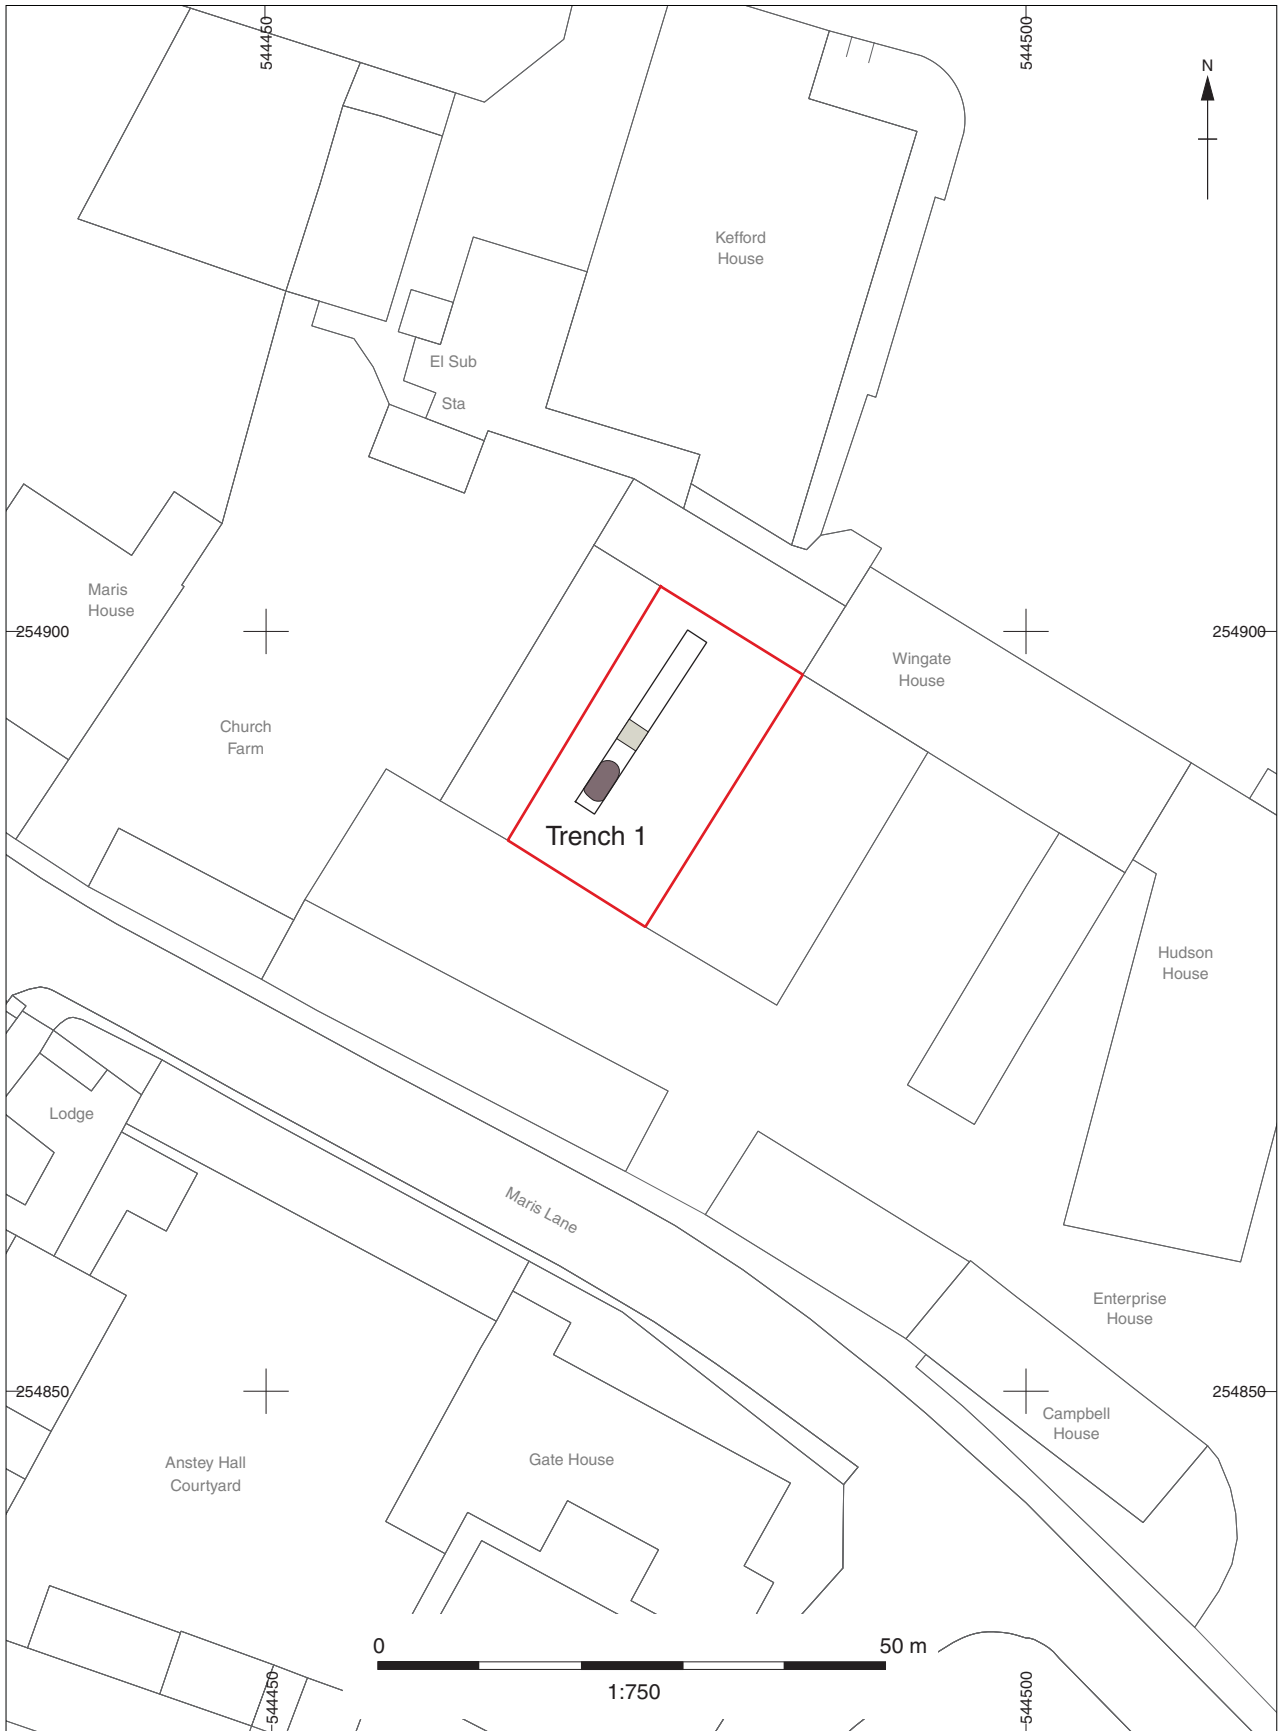 544450
544500
N
Kefford
House
El Sub
Sta
Maris
House
254900
254900
Wingate
House
Church
Farm
Trench 1
Hudson
House
Lodge
Maris Lane
Enterprise
House
254850
254850
Campbell
House
Anstey Hall
Courtyard
Gate House
0
50 m
1:750
544450
544500